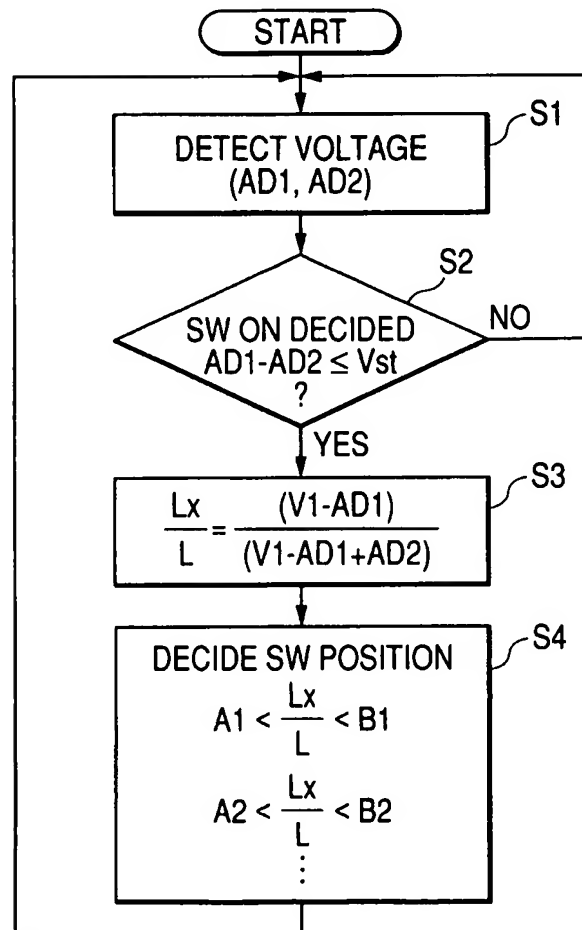 START
S1
DETECT VOLTAGE
(AD1, AD2)
S2
SW ON DECIDED
AD1-AD2 ≤ Vst
?
NO
YES
S3
Lx/L = (V1-AD1)/(V1-AD1+AD2)
S4
DECIDE SW POSITION
A1 < Lx/L < B1
A2 < Lx/L < B2
⋮